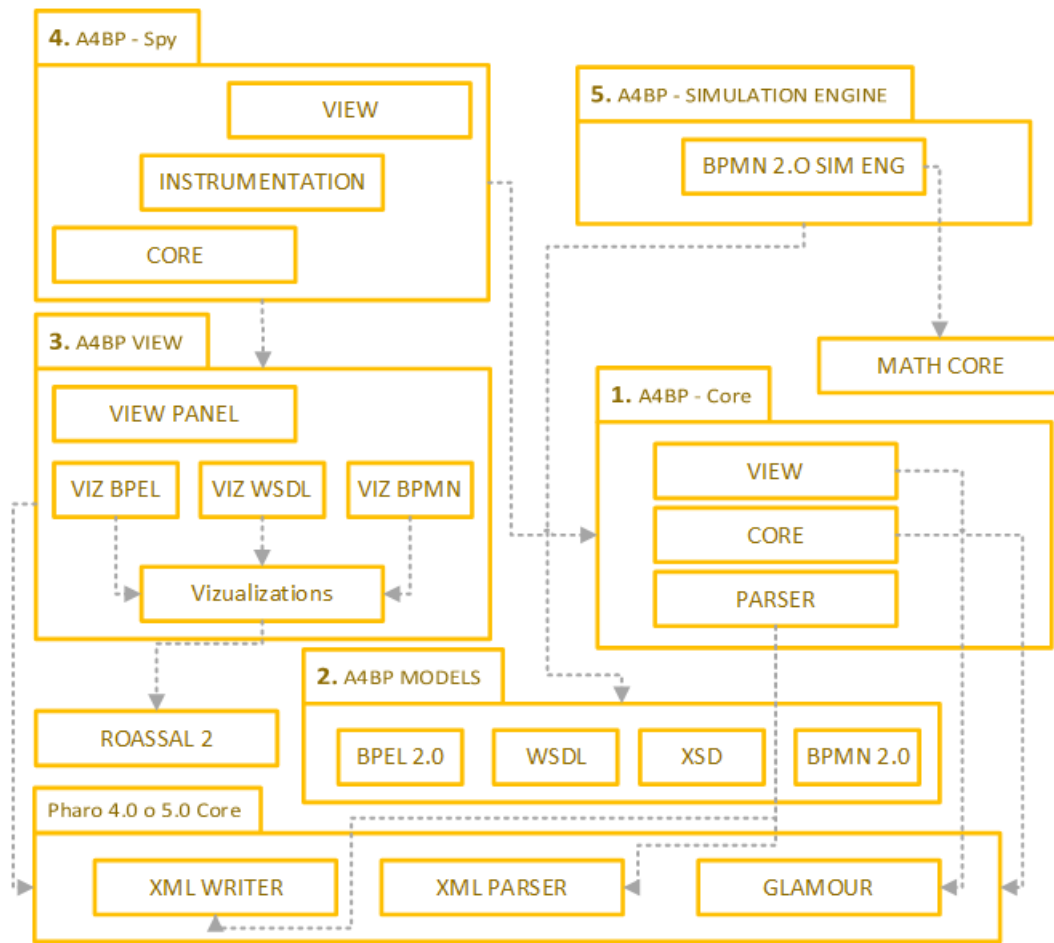 4. A4BP - Spy
VIEW
INSTRUMENTATION
CORE
5. A4BP - SIMULATION ENGINE
BPMN 2.O SIM ENG
MATH CORE
3. A4BP VIEW
VIEW PANEL
VIZ BPEL
VIZ WSDL
VIZ BPMN
Vizualizations
1. A4BP - Core
VIEW
CORE
PARSER
ROASSAL 2
2. A4BP MODELS
BPEL 2.0
WSDL
XSD
BPMN 2.0
Pharo 4.0 o 5.0 Core
XML WRITER
XML PARSER
GLAMOUR